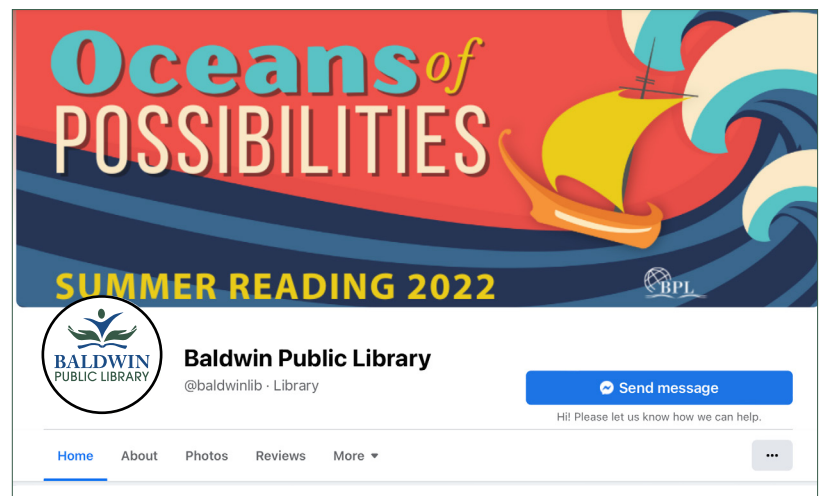 Oceans of
POSSIBILITIES
SUMMER READING 2022
BPL
BALDWIN
PUBLIC LIBRARY
Baldwin Public Library
@baldwinlib · Library
Send message
Hi! Please let us know how we can help.
Home About Photos Reviews More